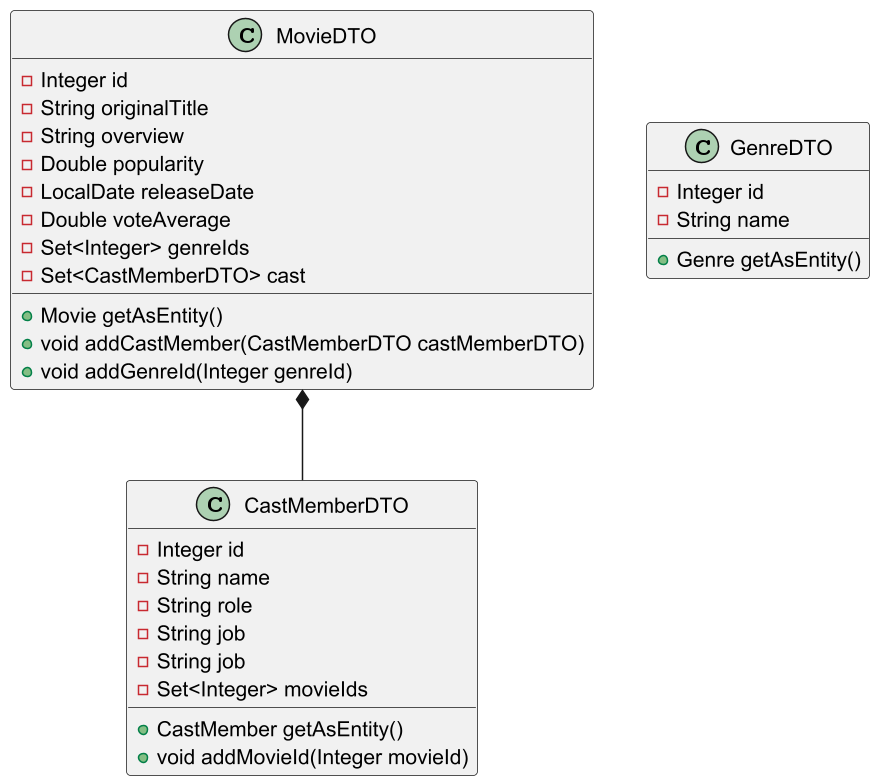 C MovieDTO
Integer id
String originalTitle
String overview
Double popularity
LocalDate releaseDate
Double voteAverage
Set<Integer> genreIds
Set<CastMemberDTO> cast
Movie getAsEntity()
void addCastMember(CastMemberDTO castMemberDTO)
void addGenreId(Integer genreId)
C GenreDTO
Integer id
String name
Genre getAsEntity()
C CastMemberDTO
Integer id
String name
String role
String job
String job
Set<Integer> movieIds
CastMember getAsEntity()
void addMovieId(Integer movieId)